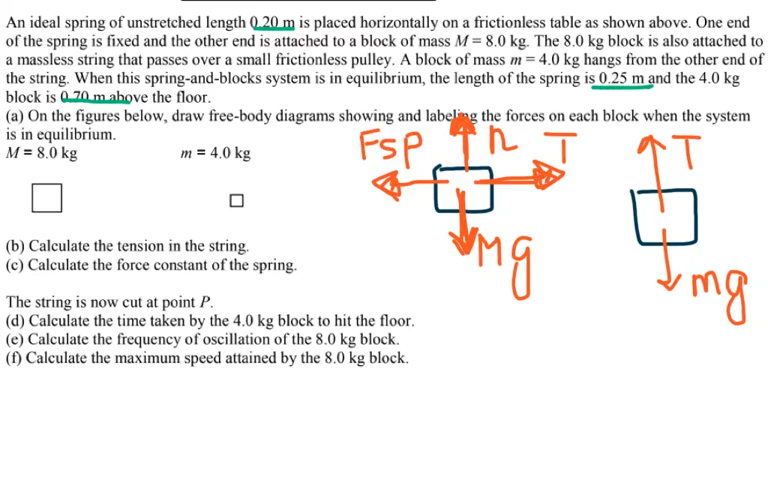 An ideal spring of unstretched length 0.20 m is placed horizontally on a frictionless table as shown above. One end
of the spring is fixed and the other end is attached to a block of mass M = 8.0 kg. The 8.0 kg block is also attached to
a massless string that passes over a small frictionless pulley. A block of mass m = 4.0 kg hangs from the other end of
the string. When this spring-and-blocks system is in equilibrium, the length of the spring is 0.25 m and the 4.0 kg
block is 0.70 m above the floor.
(a) On the figures below, draw free-body diagrams showing and labeling the forces on each block when the system
is in equilibrium.
M = 8.0 kg m = 4.0 kg
Fsp n T T
Mg mg
(b) Calculate the tension in the string.
(c) Calculate the force constant of the spring.
The string is now cut at point P.
(d) Calculate the time taken by the 4.0 kg block to hit the floor.
(e) Calculate the frequency of oscillation of the 8.0 kg block.
(f) Calculate the maximum speed attained by the 8.0 kg block.